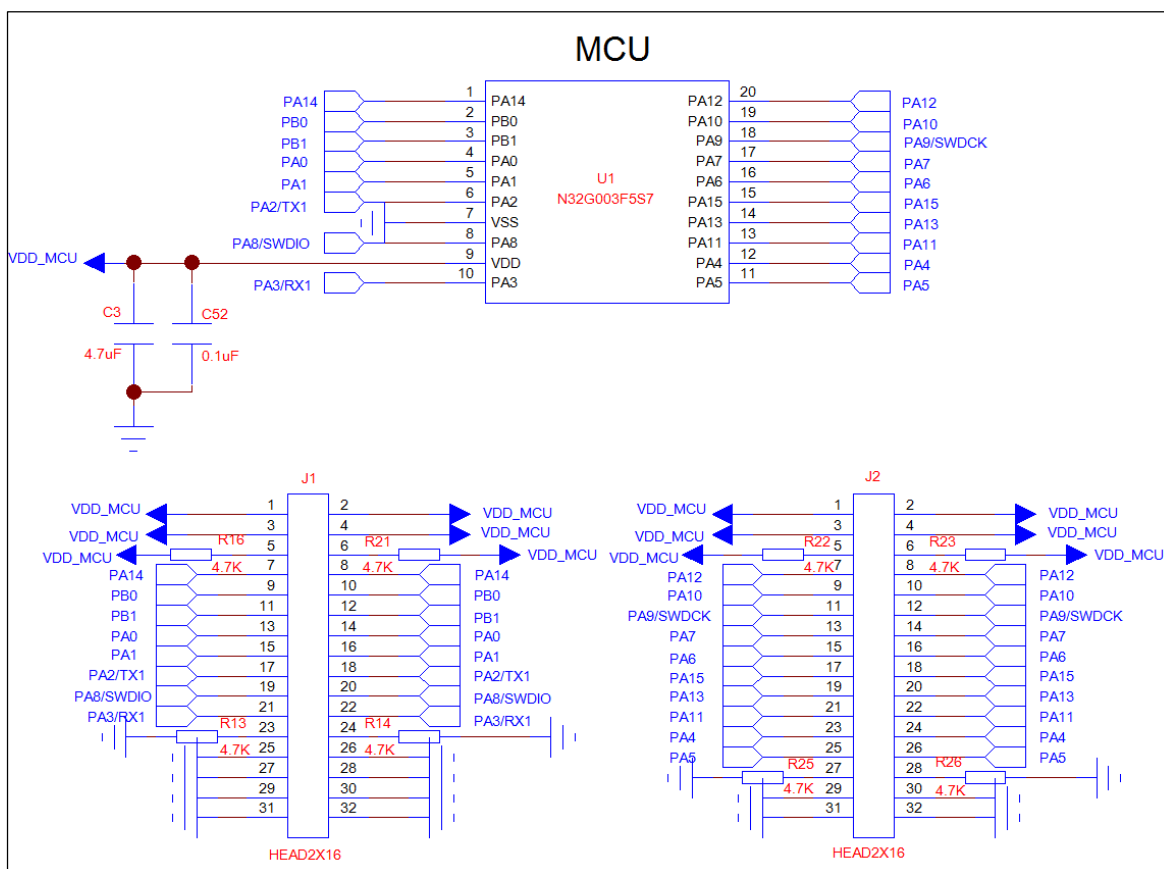 MCU
PA14 1 PA14 PA12 20 PA12
PB0 2 PB0 PA10 19 PA10
PB1 3 PB1 PA9 18 PA9/SWDCK
PA0 4 PA0 PA7 17 PA7
PA1 5 PA1 PA6 16 PA6
PA2/TX1 6 PA2 PA15 15 PA15
7 VSS PA13 14 PA13
PA8/SWDIO 8 PA8 PA11 13 PA11
VDD_MCU 9 VDD PA4 12 PA4
PA3/RX1 10 PA3 PA5 11 PA5
U1
N32G003F5S7
C3
4.7uF
C52
0.1uF
J1
VDD_MCU 1 2 VDD_MCU
VDD_MCU 3 4 VDD_MCU
VDD_MCU R16 5 6 R21 VDD_MCU
4.7K 4.7K
PA14 7 8 PA14
PB0 9 10 PB0
PB1 11 12 PB1
PA0 13 14 PA0
PA1 15 16 PA1
PA2/TX1 17 18 PA2/TX1
PA8/SWDIO 19 20 PA8/SWDIO
PA3/RX1 21 22 PA3/RX1
R13 23 24 R14
4.7K 25 26 4.7K
27 28
29 30
31 32
HEAD2X16
J2
VDD_MCU 1 2 VDD_MCU
VDD_MCU 3 4 VDD_MCU
VDD_MCU R22 5 6 R23 VDD_MCU
4.7K 4.7K
PA12 7 8 PA12
PA10 9 10 PA10
PA9/SWDCK 11 12 PA9/SWDCK
PA7 13 14 PA7
PA6 15 16 PA6
PA15 17 18 PA15
PA13 19 20 PA13
PA11 21 22 PA11
PA4 23 24 PA4
PA5 25 26 PA5
R25 27 28 R26
4.7K 29 30 4.7K
31 32
HEAD2X16